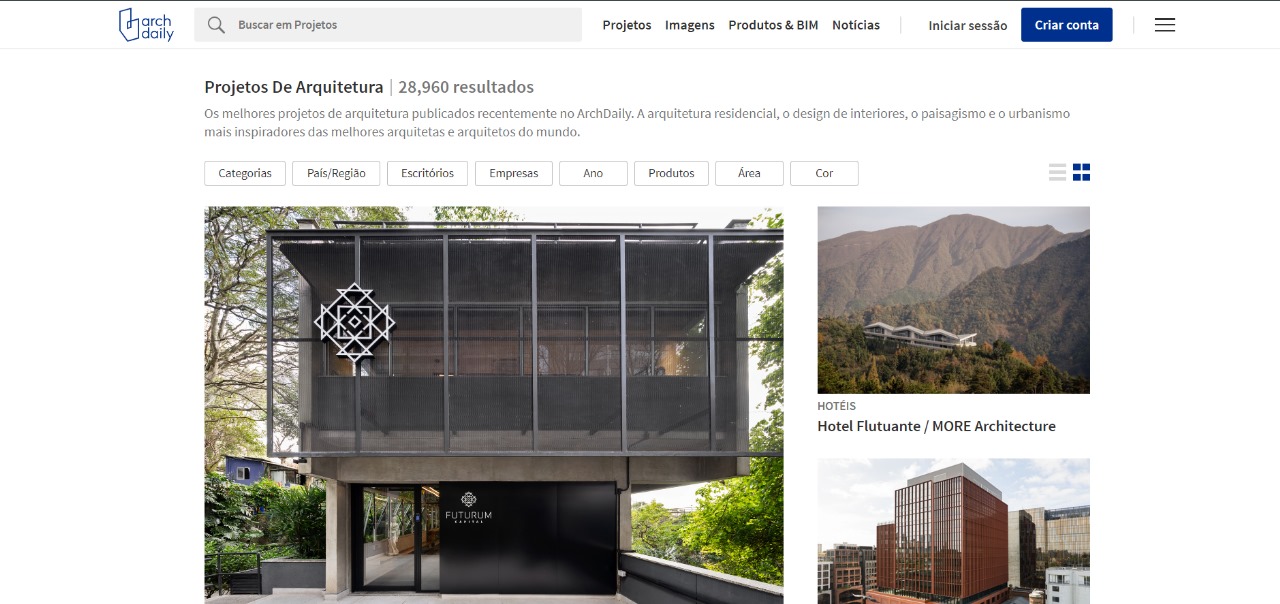 arch
daily
Buscar em Projetos
Projetos
Imagens
Produtos & BIM
Notícias
Iniciar sessão
Criar conta
Projetos De Arquitetura | 28,960 resultados
Os melhores projetos de arquitetura publicados recentemente no ArchDaily. A arquitetura residencial, o design de interiores, o paisagismo e o urbanismo
mais inspiradores das melhores arquitetas e arquitetos do mundo.
Categorias
País/Região
Escritórios
Empresas
Ano
Produtos
Área
Cor
FUTURUM
KAPITAL
HOTÉIS
Hotel Flutuante / MORE Architecture